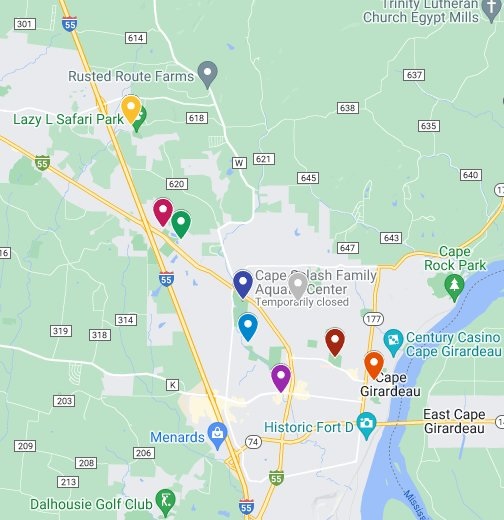 Trinity Lutheran
Church Egypt Mills
301
55
614
Rusted Route Farms
637
638
Lazy L Safari Park
618
635
55
W
621
640
645
620
177
643
647
Cape
Rock Park
Cape Splash Family
Aquatic Center
Temporarily closed
55
314
177
319
318
Century Casino
Cape Girardeau
K
Cape
Girardeau
203
East Cape
Girardeau
Historic Fort D
Menards
74
209
206
208
55
213
Dalhousie Golf Club
55
Mississ